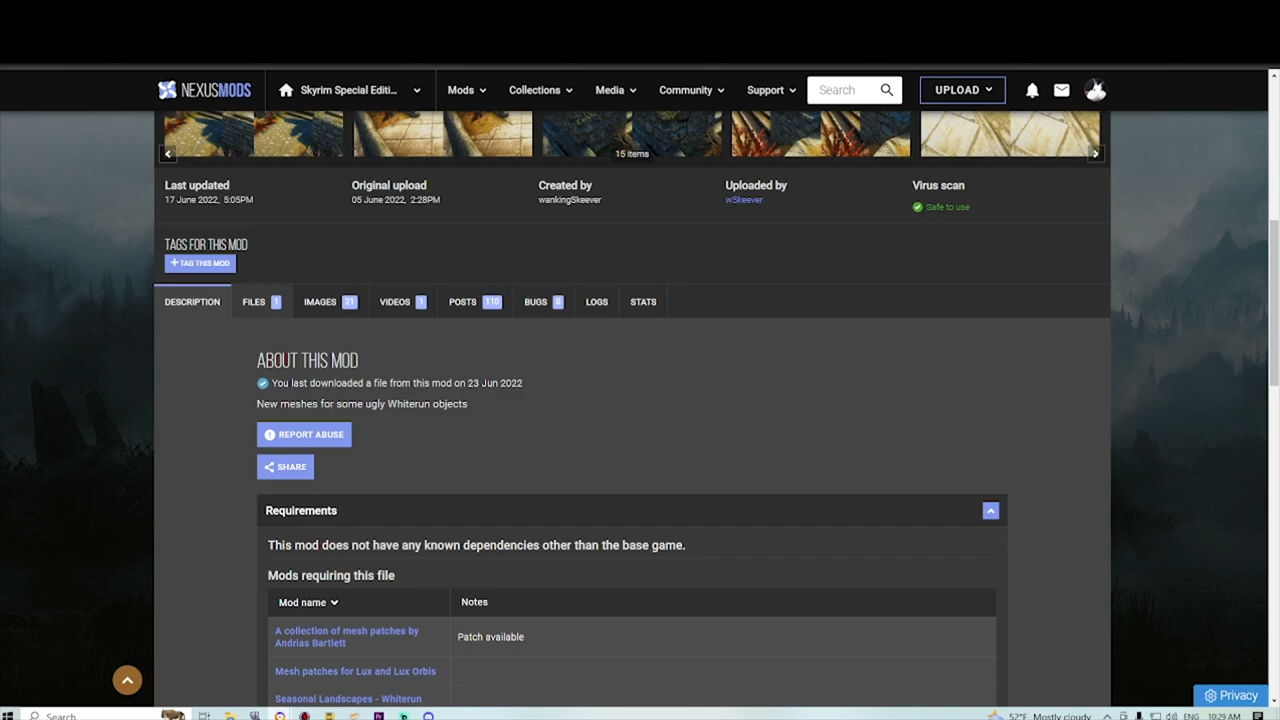 NEXUSMODS
Skyrim Special Editi...
Mods
Collections
Media
Community
Support
Search
UPLOAD
15 items
Last updated
17 June 2022, 5:05PM
Original upload
05 June 2022, 2:28PM
Created by
wankingSkeever
Uploaded by
wSkeever
Virus scan
Safe to use
TAGS FOR THIS MOD
+ TAG THIS MOD
DESCRIPTION
FILES 1
IMAGES 21
VIDEOS 1
POSTS 110
BUGS 0
LOGS
STATS
ABOUT THIS MOD
You last downloaded a file from this mod on 23 Jun 2022
New meshes for some ugly Whiterun objects
REPORT ABUSE
SHARE
Requirements
This mod does not have any known dependencies other than the base game.
Mods requiring this file
Mod name
Notes
A collection of mesh patches by
Andrias Bartlett
Patch available
Mesh patches for Lux and Lux Orbis
Seasonal Landscapes - Whiterun
Privacy
Search
52°F Mostly cloudy
ENG
10:29 AM